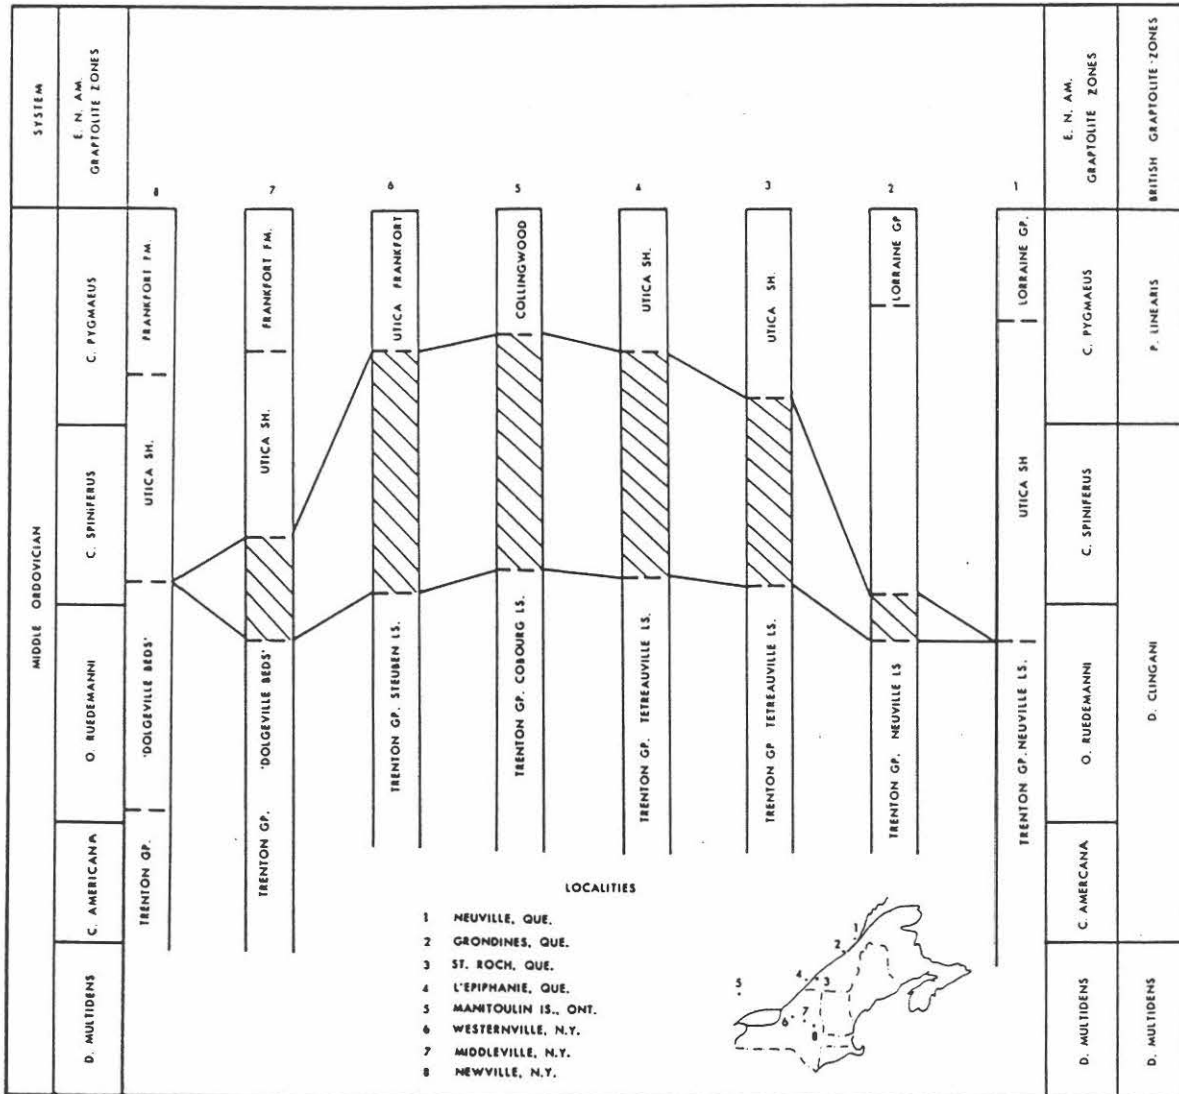 SYSTEM
E. N. AM.
GRAPTOLITE ZONES
8
7
6
5
4
3
2
1
E. N. AM.
GRAPTOLITE ZONES
BRITISH GRAPTOLITE-ZONES
MIDDLE ORDOVICIAN
C. PYGMAEUS
C. SPINIFERUS
O. RUEDEMANNI
C. AMERICANA
D. MULTIDENS
FRANKFORT FM.
UTICA SH.
'DOLGEVILLE BEDS'
TRENTON GP.
FRANKFORT FM.
UTICA SH.
TRENTON GP. 'DOLGEVILLE BEDS'
UTICA FRANKFORT
TRENTON GP. STEUBEN LS.
COLLINGWOOD
TRENTON GP. COBOURG LS.
UTICA SH.
TRENTON GP. TETREAUVILLE LS.
UTICA SH.
TRENTON GP TETREAUVILLE LS.
LORRAINE GP
TRENTON GP. NEUVILLE LS
LORRAINE GP.
UTICA SH
TRENTON GP. NEUVILLE LS.
C. PYGMAEUS
C. SPINIFERUS
O. RUEDEMANNI
C. AMERCANA
D. MULTIDENS
P. LINEARIS
D. CLINGANI
D. MULTIDENS
LOCALITIES
1 NEUVILLE, QUE.
2 GRONDINES, QUE.
3 ST. ROCH, QUE.
4 L'EPIPHANIE, QUE.
5 MANITOULIN IS., ONT.
6 WESTERNVILLE, N.Y.
7 MIDDLEVILLE, N.Y.
8 NEWVILLE, N.Y.
1
2
4
3
5
6
7
8